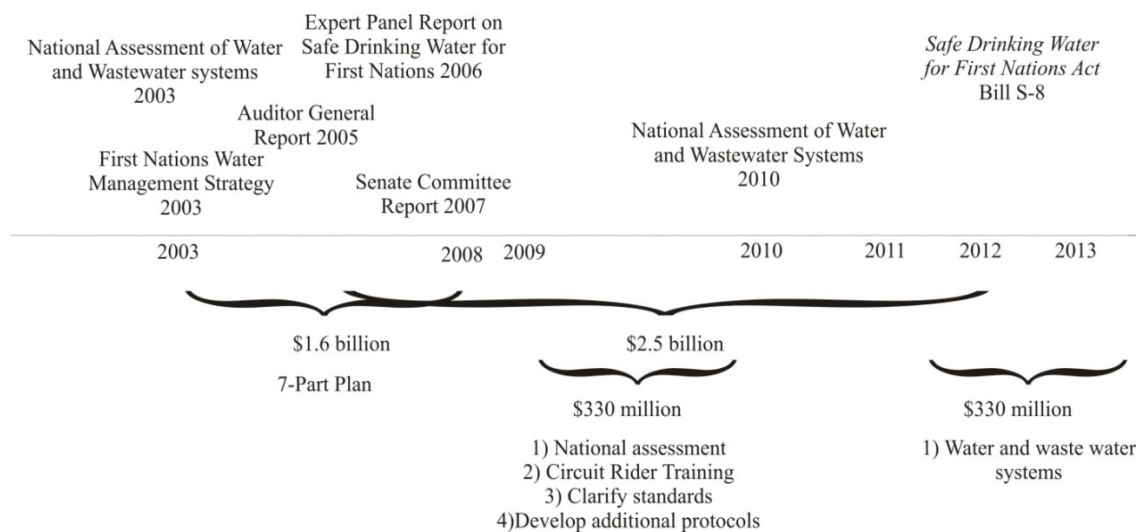 National Assessment of Water
and Wastewater systems
2003
Expert Panel Report on
Safe Drinking Water for
First Nations 2006
Auditor General
Report 2005
First Nations Water
Management Strategy
2003
Senate Committee
Report 2007
National Assessment of Water
and Wastewater Systems
2010
Safe Drinking Water
for First Nations Act
Bill S-8
2003
2008
2009
2010
2011
2012
2013
$1.6 billion
7-Part Plan
$2.5 billion
$330 million
1) National assessment
2) Circuit Rider Training
3) Clarify standards
4)Develop additional protocols
$330 million
1) Water and waste water
systems